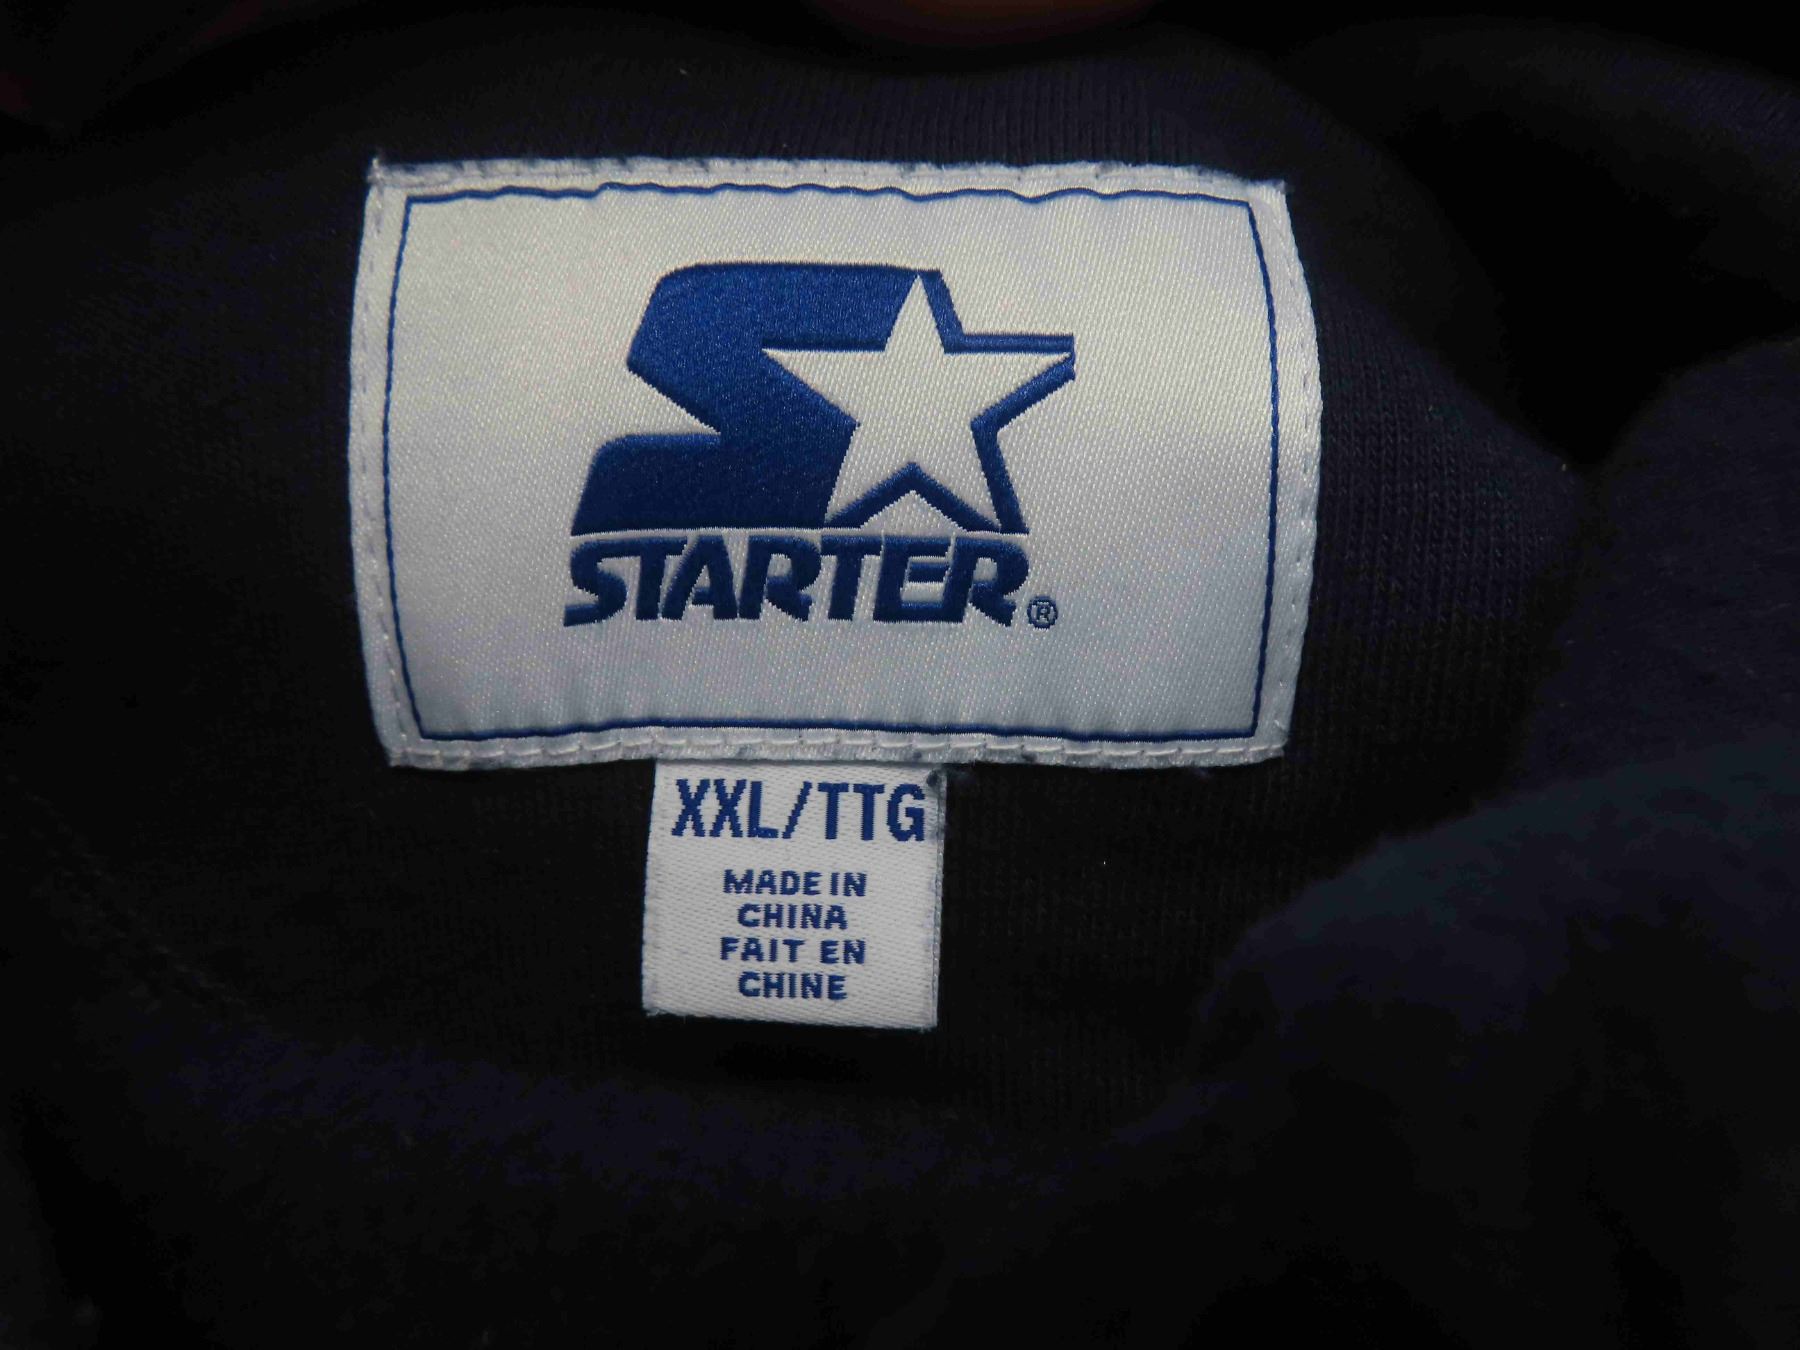 STARTER®
XXL/TTG
MADE IN
CHINA
FAIT EN
CHINE